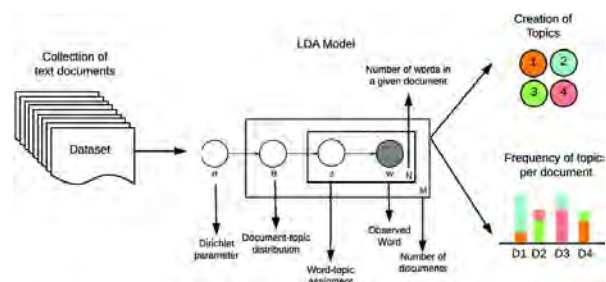 Collection of
text documents
Dataset
LDA Model
Number of words in
a given document
α
θ
z
w
N
M
Dirichlet
parameter
Document-topic
distribution
Word-topic
assigment
Observed
Word
Number of
documents
Creation of
Topics
1
2
3
4
Frequency of topics
per document
D1 D2 D3 D4